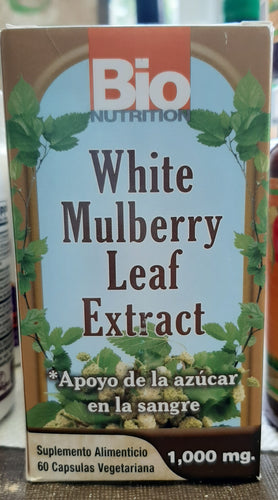 Bio
NUTRITION
White
Mulberry
Leaf
Extract
*Apoyo de la azúcar
en la sangre
Suplemento Alimenticio
60 Capsulas Vegetariana
1,000 mg.